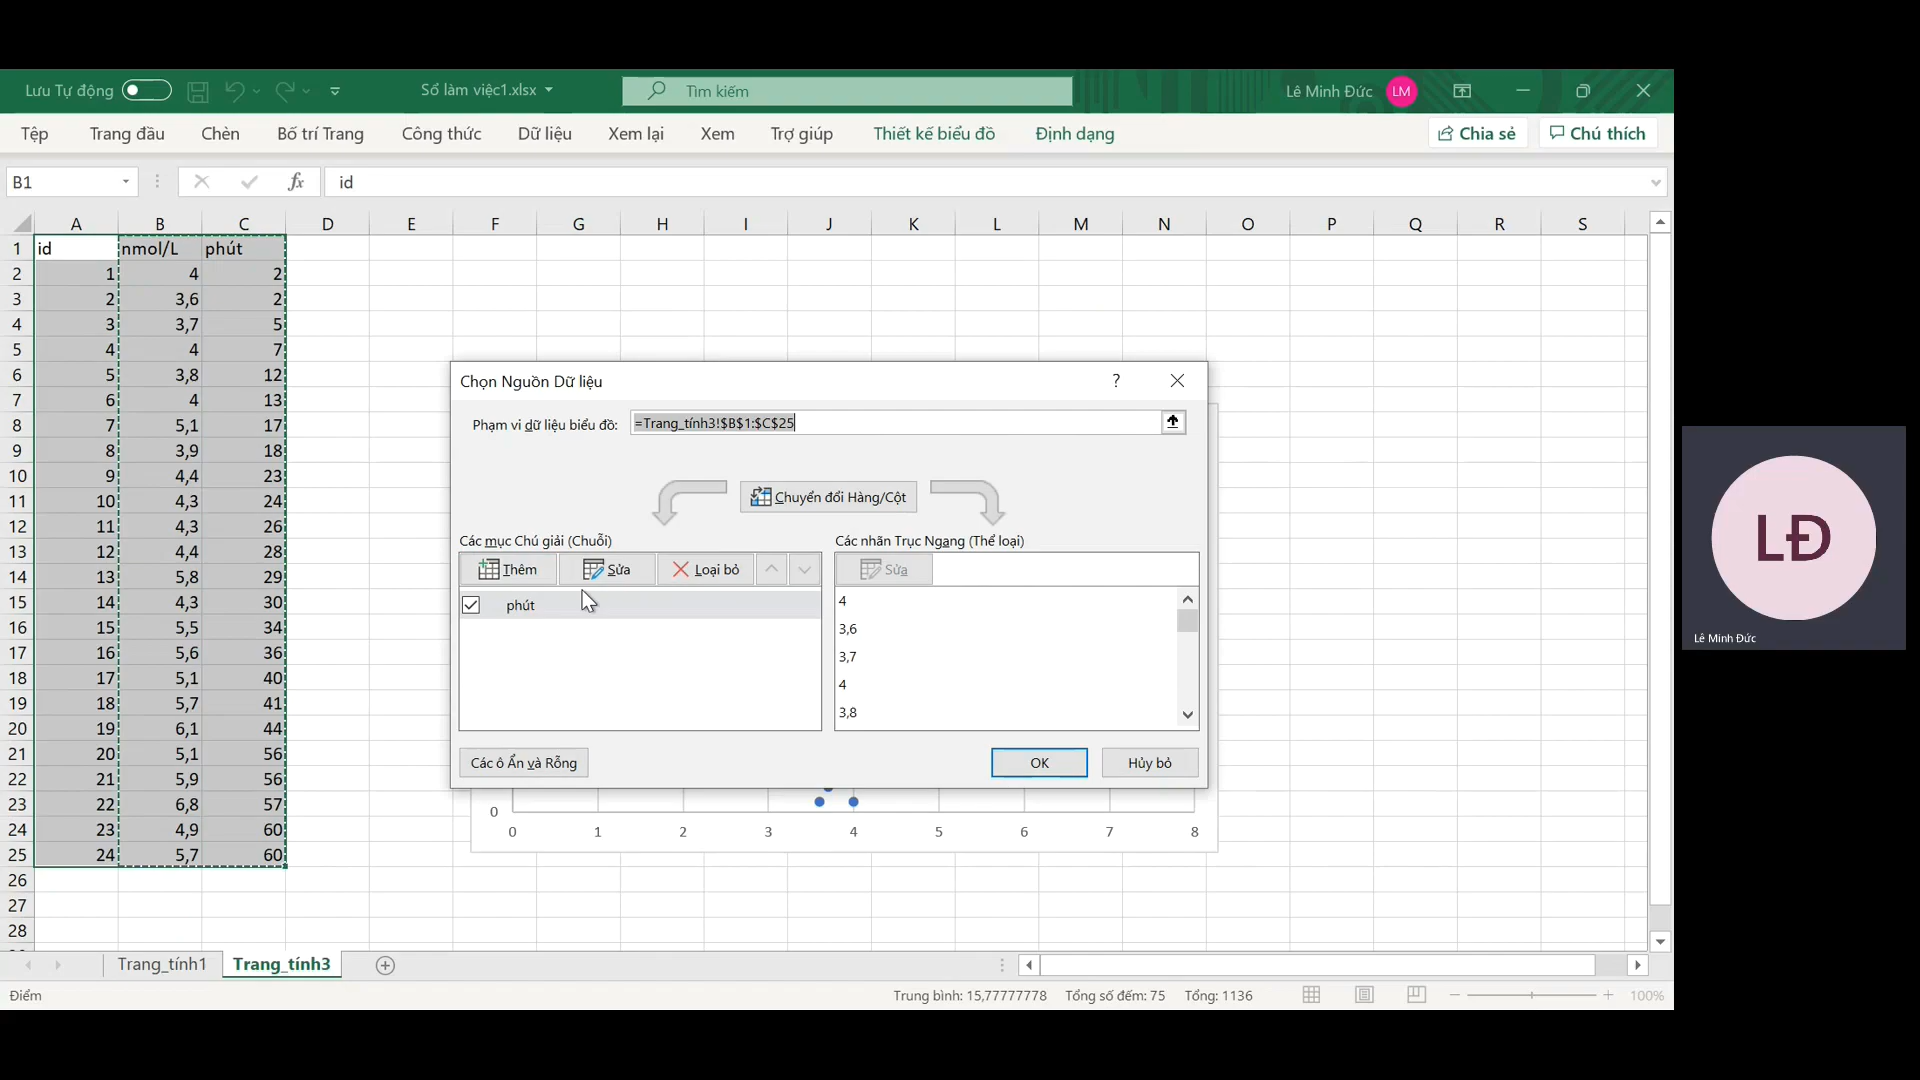 Lưu Tự động
Sổ làm việc1.xlsx
Tìm kiếm
Lê Minh Đức
LM
Tệp Trang đầu Chèn Bố trí Trang Công thức Dữ liệu Xem lại Xem Trợ giúp Thiết kế biểu đồ Định dạng
Chia sẻ Chú thích
B1 fx id
A B C D E F G H I J K L M N O P Q R S
1 id nmol/L phút
2 1 4 2
3 2 3,6 2
4 3 3,7 5
5 4 4 7
6 5 3,8 12
7 6 4 13
8 7 5,1 17
9 8 3,9 18
10 9 4,4 23
11 10 4,3 24
12 11 4,3 26
13 12 4,4 28
14 13 5,8 29
15 14 4,3 30
16 15 5,5 34
17 16 5,6 36
18 17 5,1 40
19 18 5,7 41
20 19 6,1 44
21 20 5,1 56
22 21 5,9 56
23 22 6,8 57
24 23 4,9 60
25 24 5,7 60
26
27
28
Chọn Nguồn Dữ liệu ?
Phạm vi dữ liệu biểu đồ: =Trang_tính3!$B$1:$C$25
Chuyển đổi Hàng/Cột
Các mục Chú giải (Chuỗi)
Thêm Sửa Loại bỏ
phút
Các nhãn Trục Ngang (Thể loại)
Sửa
4
3,6
3,7
4
3,8
Các ô Ẩn và Rỗng
OK Hủy bỏ
0
0 1 2 3 4 5 6 7 8
Trang_tính1 Trang_tính3
Điểm
Trung bình: 15,77777778 Tổng số đếm: 75 Tổng: 1136
100%
LĐ
Lê Minh Đức